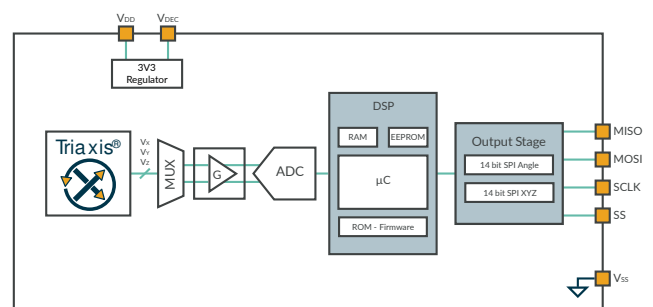 VDD VDEC
3V3
Regulator
Triaxis®
VX
VY
VZ
MUX
G
ADC
DSP
RAM EEPROM
µC
ROM - Firmware
Output Stage
14 bit SPI Angle
14 bit SPI XYZ
MISO
MOSI
SCLK
SS
VSS